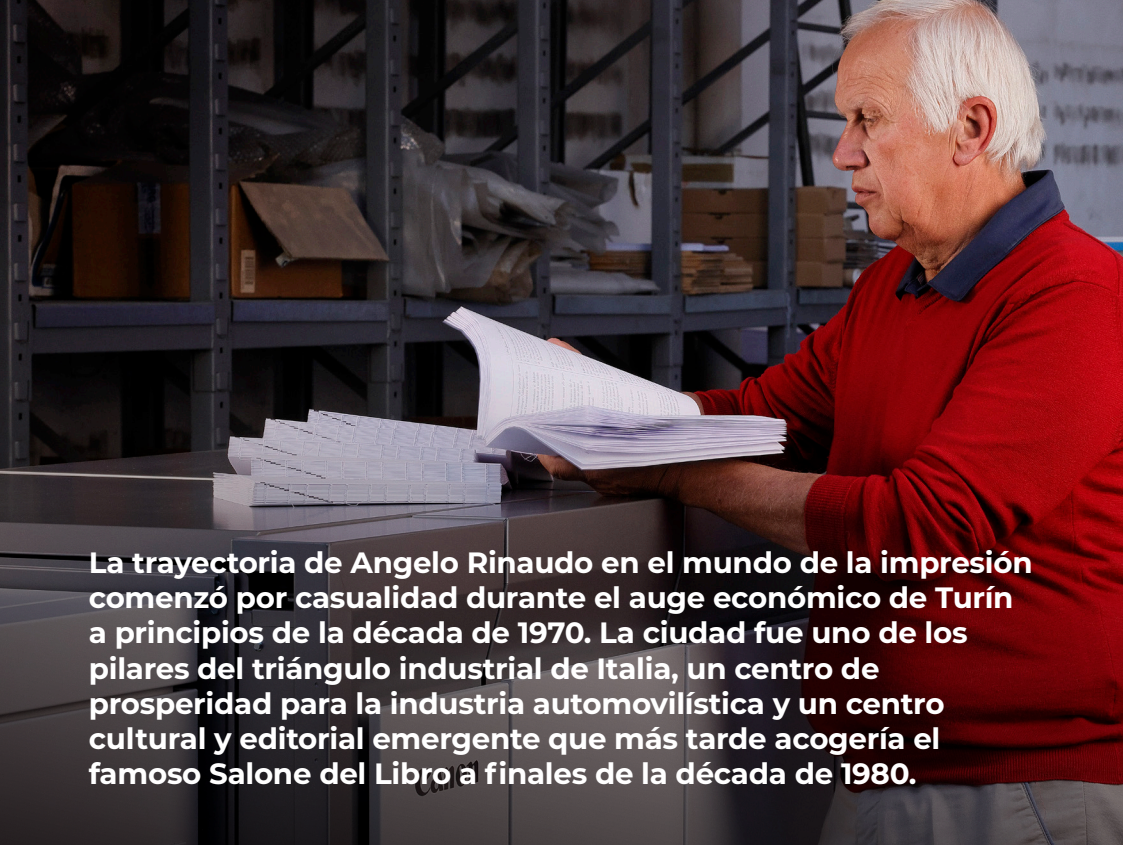 La trayectoria de Angelo Rinaudo en el mundo de la impresión
comenzó por casualidad durante el auge económico de Turín
a principios de la década de 1970. La ciudad fue uno de los
pilares del triángulo industrial de Italia, un centro de
prosperidad para la industria automovilística y un centro
cultural y editorial emergente que más tarde acogería el
famoso Salone del Libro a finales de la década de 1980.
Canon